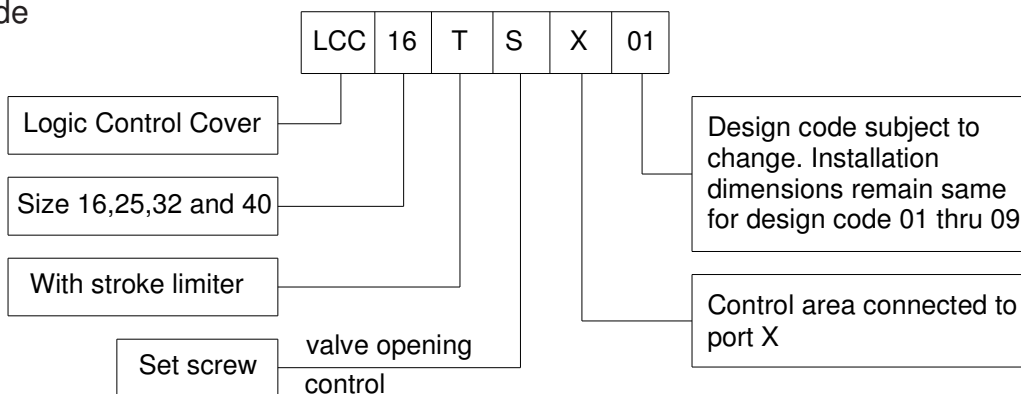 LCC 16 T S X 01
Logic Control Cover
Size 16,25,32 and 40
With stroke limiter
Set screw
valve opening
control
Design code subject to
change. Installation
dimensions remain same
for design code 01 thru 09
Control area connected to
port X